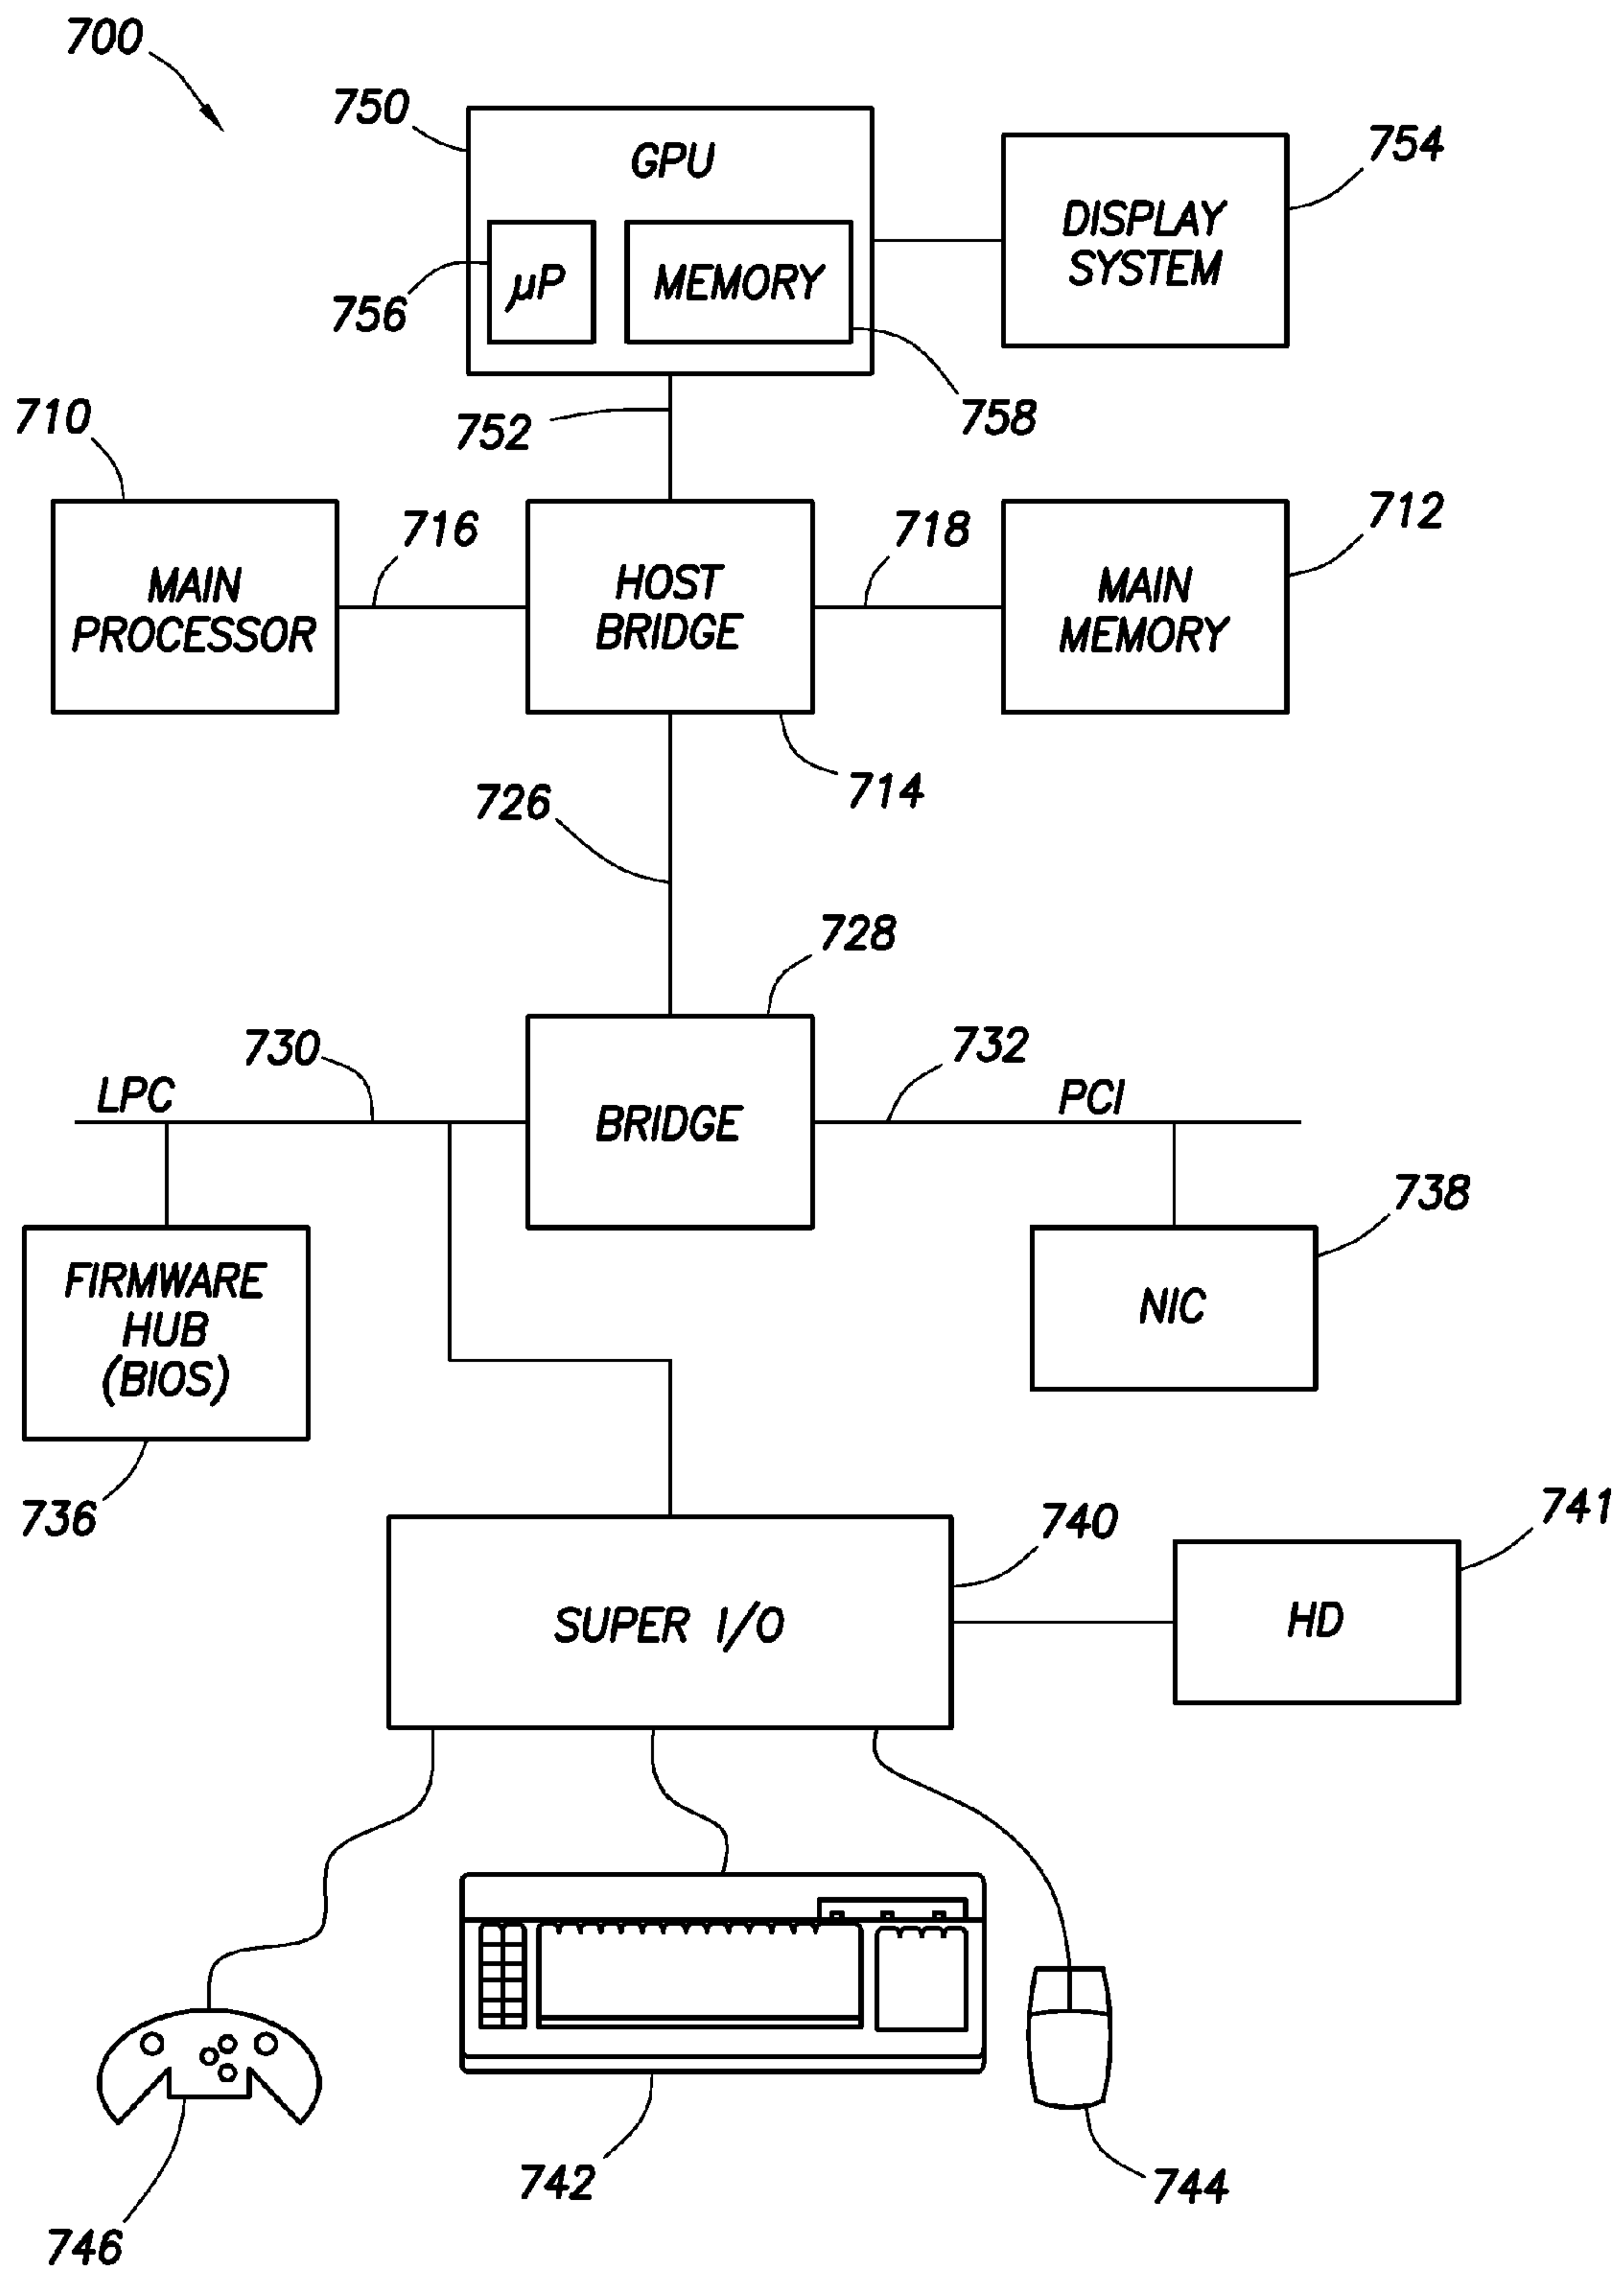 700
750
GPU
754
DISPLAY
SYSTEM
756
µP
MEMORY
758
752
710
716
718
712
MAIN
PROCESSOR
HOST
BRIDGE
MAIN
MEMORY
714
726
728
730
732
LPC
PCI
BRIDGE
738
FIRMWARE
HUB
(BIOS)
NIC
736
740
741
SUPER I/O
HD
742
744
746